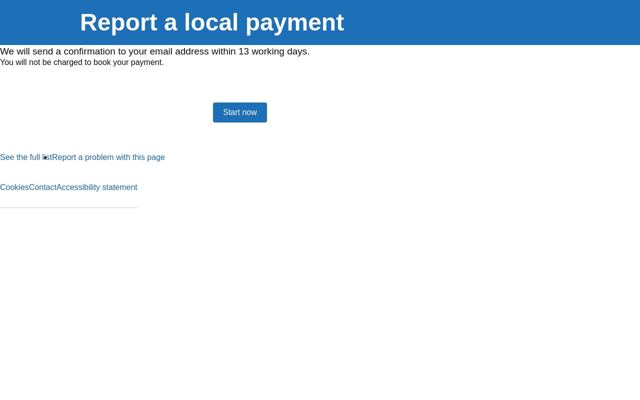 Report a local payment
We will send a confirmation to your email address within 13 working days.
You will not be charged to book your payment.
Start now
See the full listReport a problem with this page
CookiesContactAccessibility statement